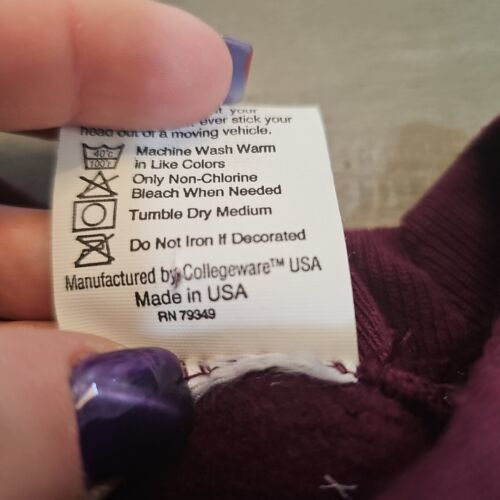 your
ever stick your
head out of a moving vehicle.
40°C
100°F
Machine Wash Warm
in Like Colors
Only Non-Chlorine
Bleach When Needed
Tumble Dry Medium
Do Not Iron If Decorated
Manufactured by Collegeware™ USA
Made in USA
RN 79349